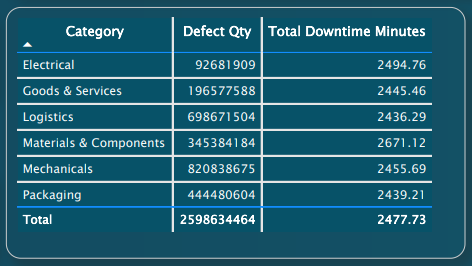 Category Defect Qty Total Downtime Minutes
Electrical 92681909 2494.76
Goods & Services 196577588 2445.46
Logistics 698671504 2436.29
Materials & Components 345384184 2671.12
Mechanicals 820838675 2455.69
Packaging 444480604 2439.21
Total 2598634464 2477.73